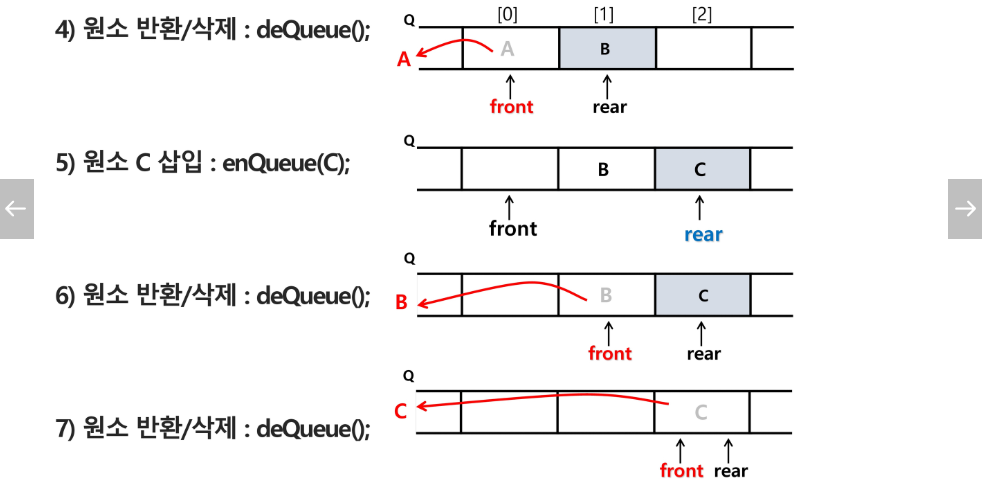 Q [0] [1] [2]
4) 원소 반환/삭제 : deQueue();
A A B
front rear
Q
5) 원소 C 삽입 : enQueue(C);
B C
front rear
Q
6) 원소 반환/삭제 : deQueue();
B B C
front rear
Q
7) 원소 반환/삭제 : deQueue();
C C
front rear